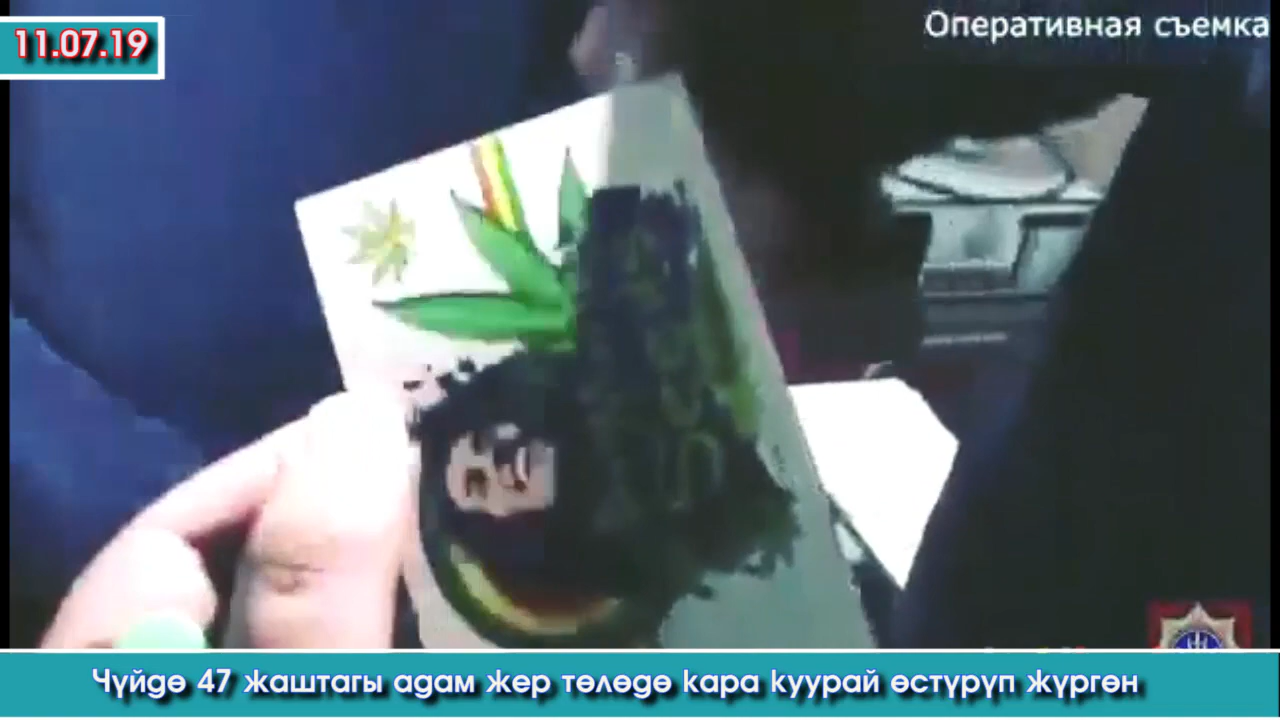 11.07.19
Оперативная съемка
Чүйдө 47 жаштагы адам жер төлөдө кара куурай өстүрүп жүргөн